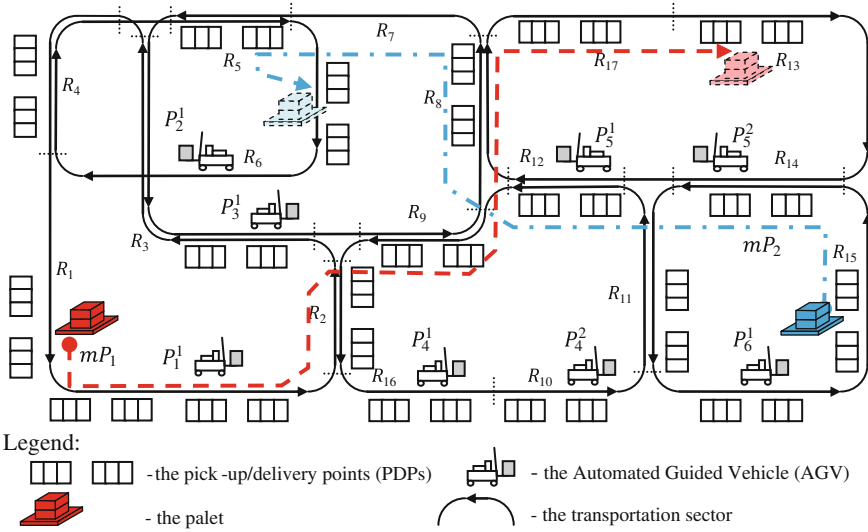 R7
R17
R13
R5
R4
R8
P2^1
P5^1
P5^2
R12
R14
R6
P3^1
R9
R3
mP2
R15
R1
R11
R2
P1^1
mP1
P4^1
P4^2
P6^1
R16
R10
Legend:
-the pick -up/delivery points (PDPs)
- the Automated Guided Vehicle (AGV)
- the palet
- the transportation sector